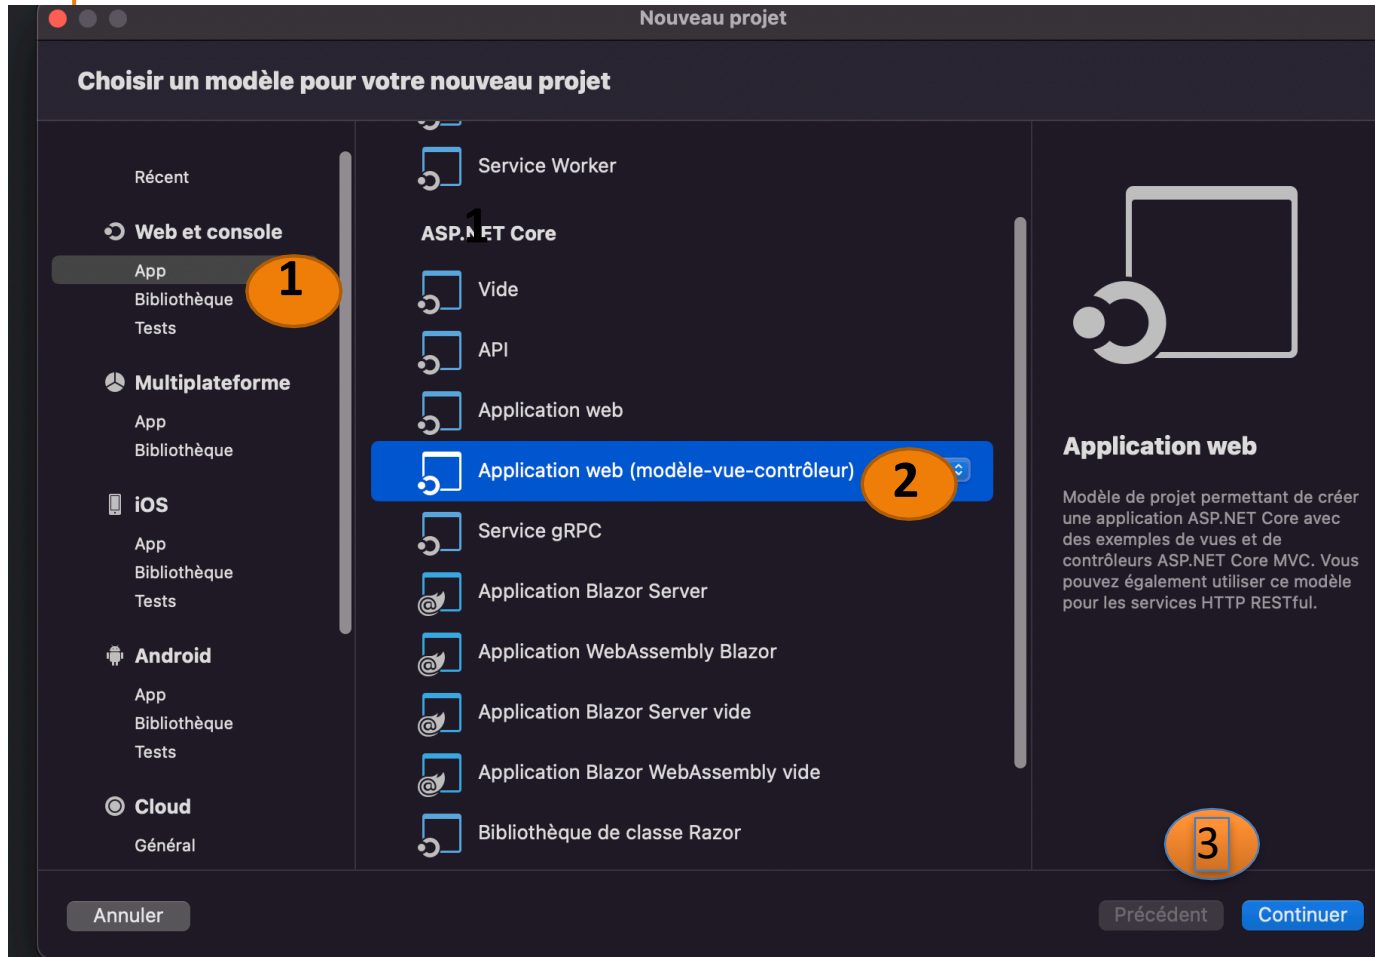 Nouveau projet
Choisir un modèle pour votre nouveau projet
Récent
Web et console
App
1
Bibliothèque
Tests
Multiplateforme
App
Bibliothèque
iOS
App
Bibliothèque
Tests
Android
App
Bibliothèque
Tests
Cloud
Général
Service Worker
1
ASP.NET Core
Vide
API
Application web
Application web (modèle-vue-contrôleur)
2
Service gRPC
Application Blazor Server
Application WebAssembly Blazor
Application Blazor Server vide
Application Blazor WebAssembly vide
Bibliothèque de classe Razor
Application web
Modèle de projet permettant de créer
une application ASP.NET Core avec
des exemples de vues et de
contrôleurs ASP.NET Core MVC. Vous
pouvez également utiliser ce modèle
pour les services HTTP RESTful.
3
Annuler
Précédent
Continuer